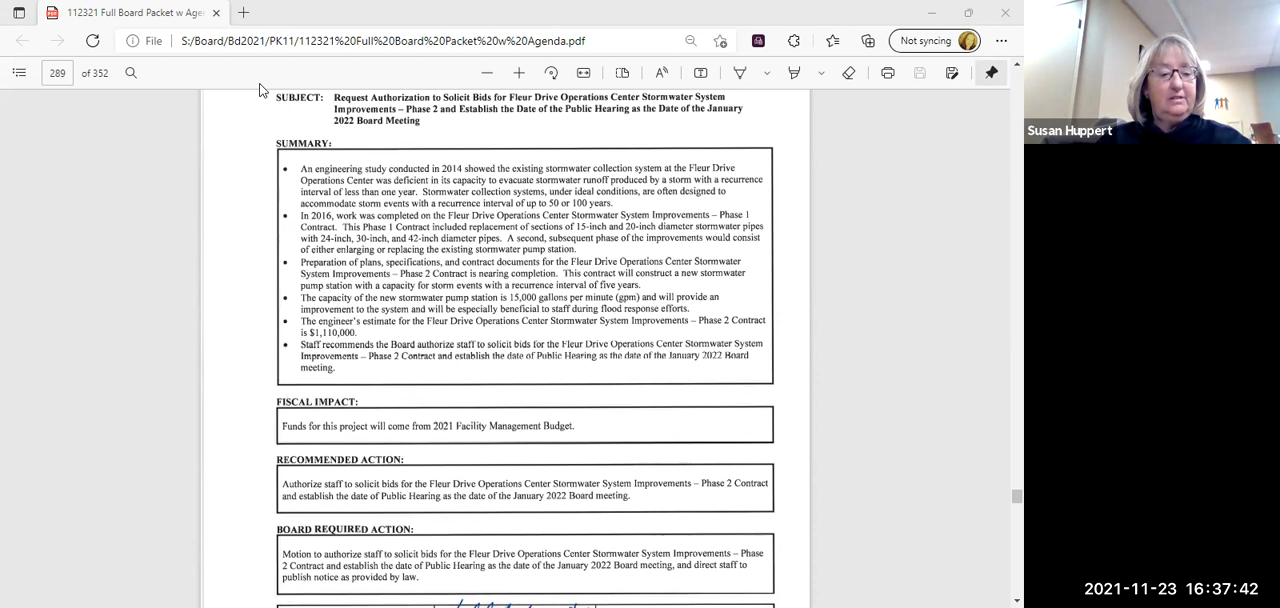 112321 Full Board Packet w Age
File
S:/Board/Bd2021/PK11/112321%20Full%20Board%20Packet%20w%20Agenda.pdf
Not syncing
289 of 352
SUBJECT: Request Authorization to Solicit Bids for Fleur Drive Operations Center Stormwater System
Improvements – Phase 2 and Establish the Date of the Public Hearing as the Date of the January
2022 Board Meeting
SUMMARY:
• An engineering study conducted in 2014 showed the existing stormwater collection system at the Fleur Drive
Operations Center was deficient in its capacity to evacuate stormwater runoff produced by a storm with a recurrence
interval of less than one year. Stormwater collection systems, under ideal conditions, are often designed to
accommodate storm events with a recurrence interval of up to 50 or 100 years.
• In 2016, work was completed on the Fleur Drive Operations Center Stormwater System Improvements – Phase 1
Contract. This Phase 1 Contract included replacement of sections of 15-inch and 20-inch diameter stormwater pipes
with 24-inch, 30-inch, and 42-inch diameter pipes. A second, subsequent phase of the improvements would consist
of either enlarging or replacing the existing stormwater pump station.
• Preparation of plans, specifications, and contract documents for the Fleur Drive Operations Center Stormwater
System Improvements – Phase 2 Contract is nearing completion. This contract will construct a new stormwater
pump station with a capacity for storm events with a recurrence interval of five years.
• The capacity of the new stormwater pump station is 15,000 gallons per minute (gpm) and will provide an
improvement to the system and will be especially beneficial to staff during flood response efforts.
• The engineer's estimate for the Fleur Drive Operations Center Stormwater System Improvements – Phase 2 Contract
is $1,110,000.
• Staff recommends the Board authorize staff to solicit bids for the Fleur Drive Operations Center Stormwater System
Improvements – Phase 2 Contract and establish the date of Public Hearing as the date of the January 2022 Board
meeting.
FISCAL IMPACT:
Funds for this project will come from 2021 Facility Management Budget.
RECOMMENDED ACTION:
Authorize staff to solicit bids for the Fleur Drive Operations Center Stormwater System Improvements – Phase 2 Contract
and establish the date of Public Hearing as the date of the January 2022 Board meeting.
BOARD REQUIRED ACTION:
Motion to authorize staff to solicit bids for the Fleur Drive Operations Center Stormwater System Improvements – Phase
2 Contract and establish the date of Public Hearing as the date of the January 2022 Board meeting, and direct staff to
publish notice as provided by law.
Susan Huppert
2021-11-23 16:37:42